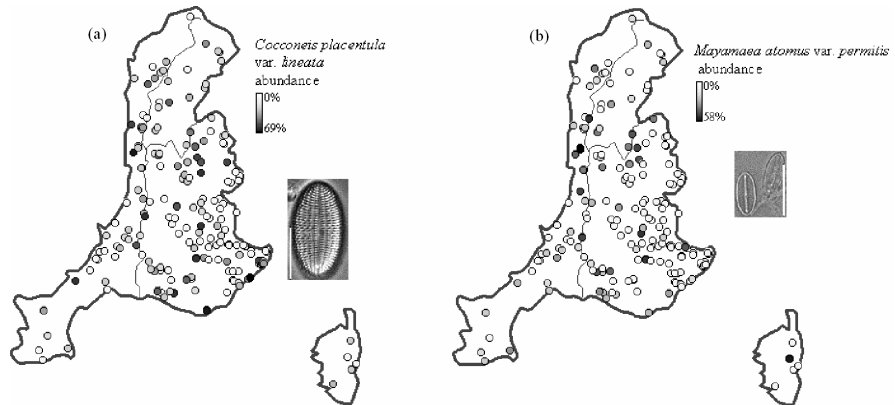 (a)
Cocconeis placentula
var. lineata
abundance
0%
69%
(b)
Mayamaea atomus var. permitis
abundance
0%
58%